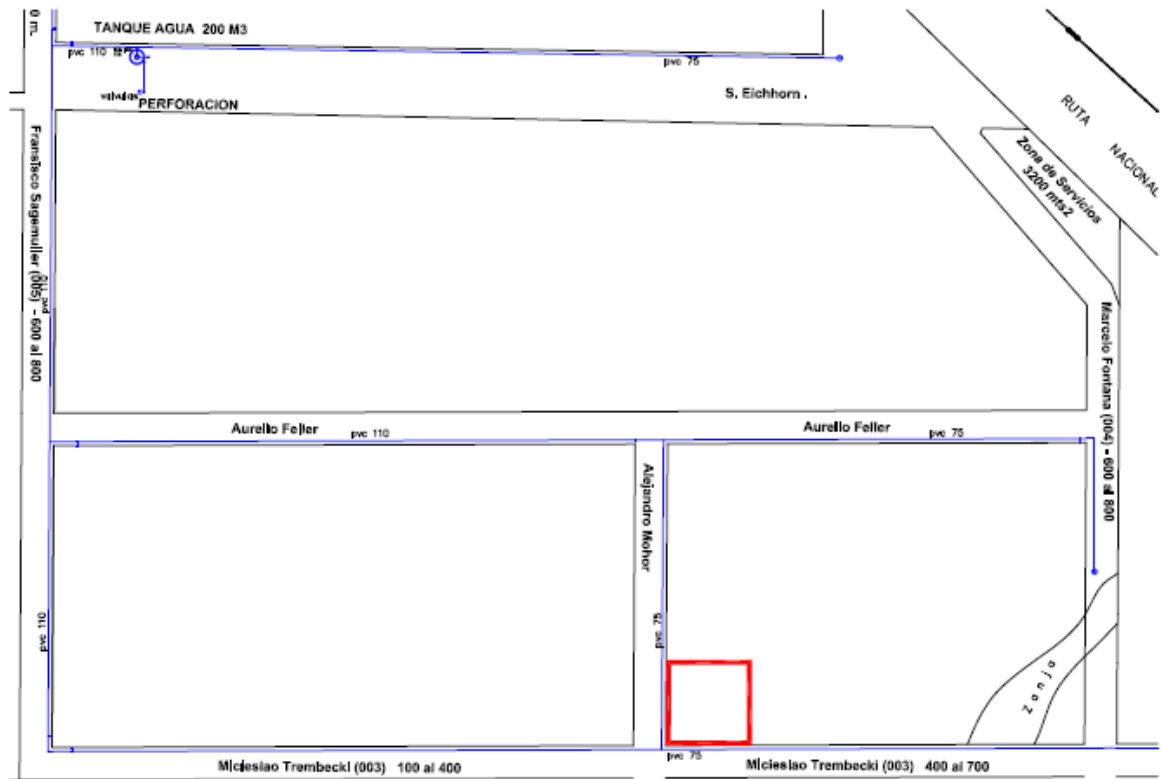 0 m.
TANQUE AGUA 200 M3
pvc 110
pvc 75
valvulas
PERFORACION
S. Eichhorn .
RUTA
NACIONAL
Zona de Servicios
3200 mts2
Fransisco Sagemuller (005) - 600 al 800
pvc 110
Marcelo Fontana (004) - 600 al 800
Aurelio Feller
pvc 110
Aurelio Feller
pvc 75
Alejandro Mohor
pvc 110
pvc 75
Zanja
pvc 75
Micieslao Trembecki (003) 100 al 400
Micieslao Trembecki (003) 400 al 700